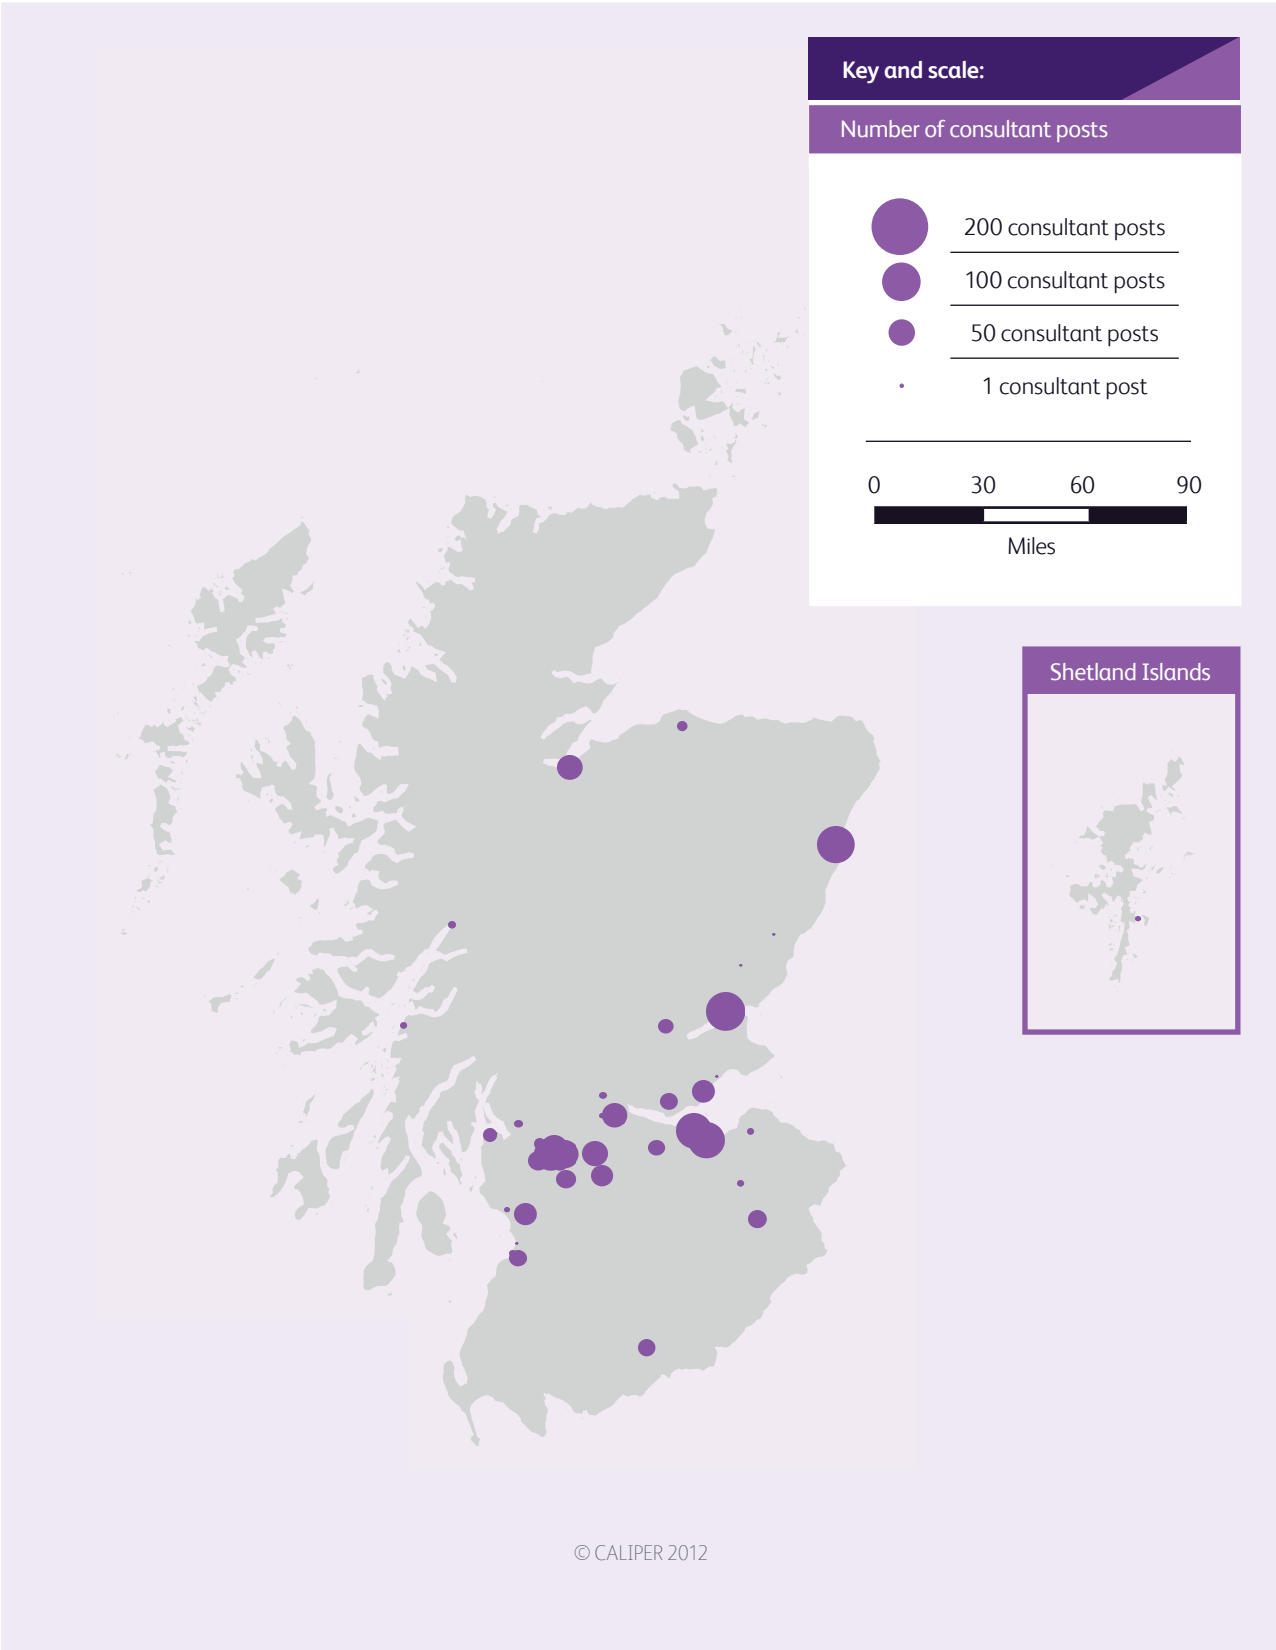 Key and scale:
Number of consultant posts
200 consultant posts
100 consultant posts
50 consultant posts
1 consultant post
0 30 60 90
Miles
Shetland Islands
© CALIPER 2012